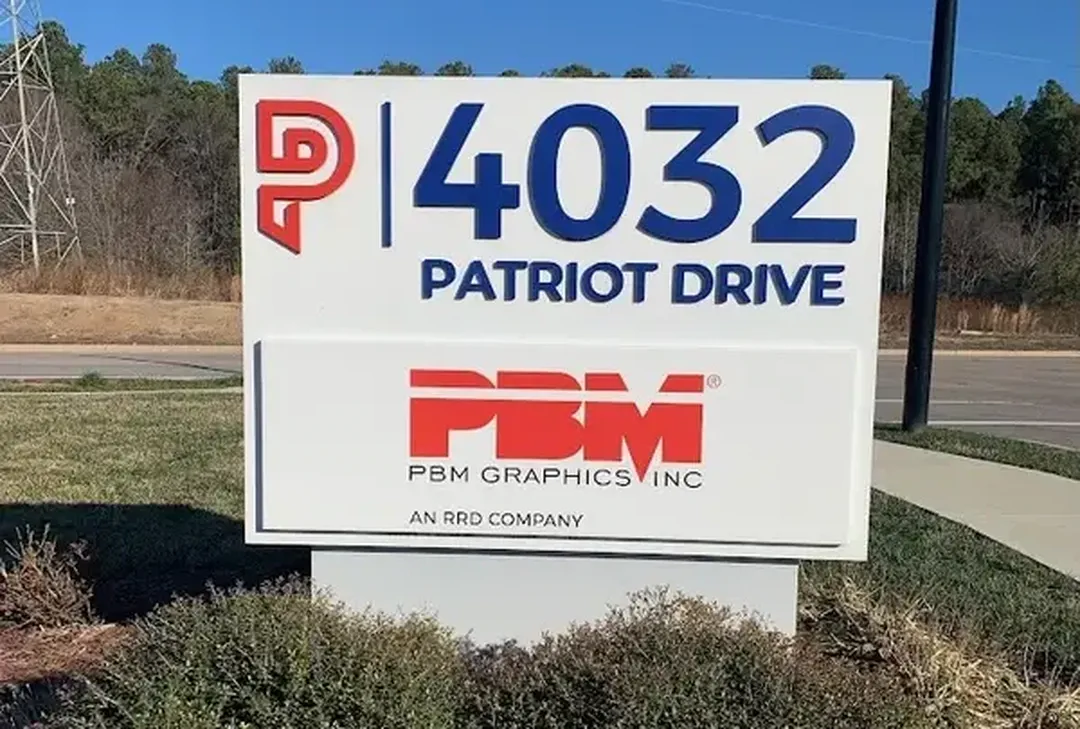 4032
PATRIOT DRIVE
PBM®
PBM GRAPHICS INC
AN RRD COMPANY